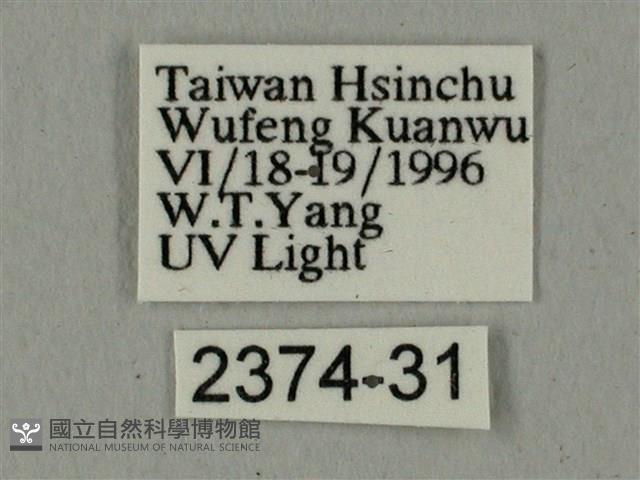 Taiwan Hsinchu
Wufeng Kuanwu
VI/18-19/1996
W.T.Yang
UV Light
2374-31
國立自然科學博物館
NATIONAL MUSEUM OF NATURAL SCIENCE